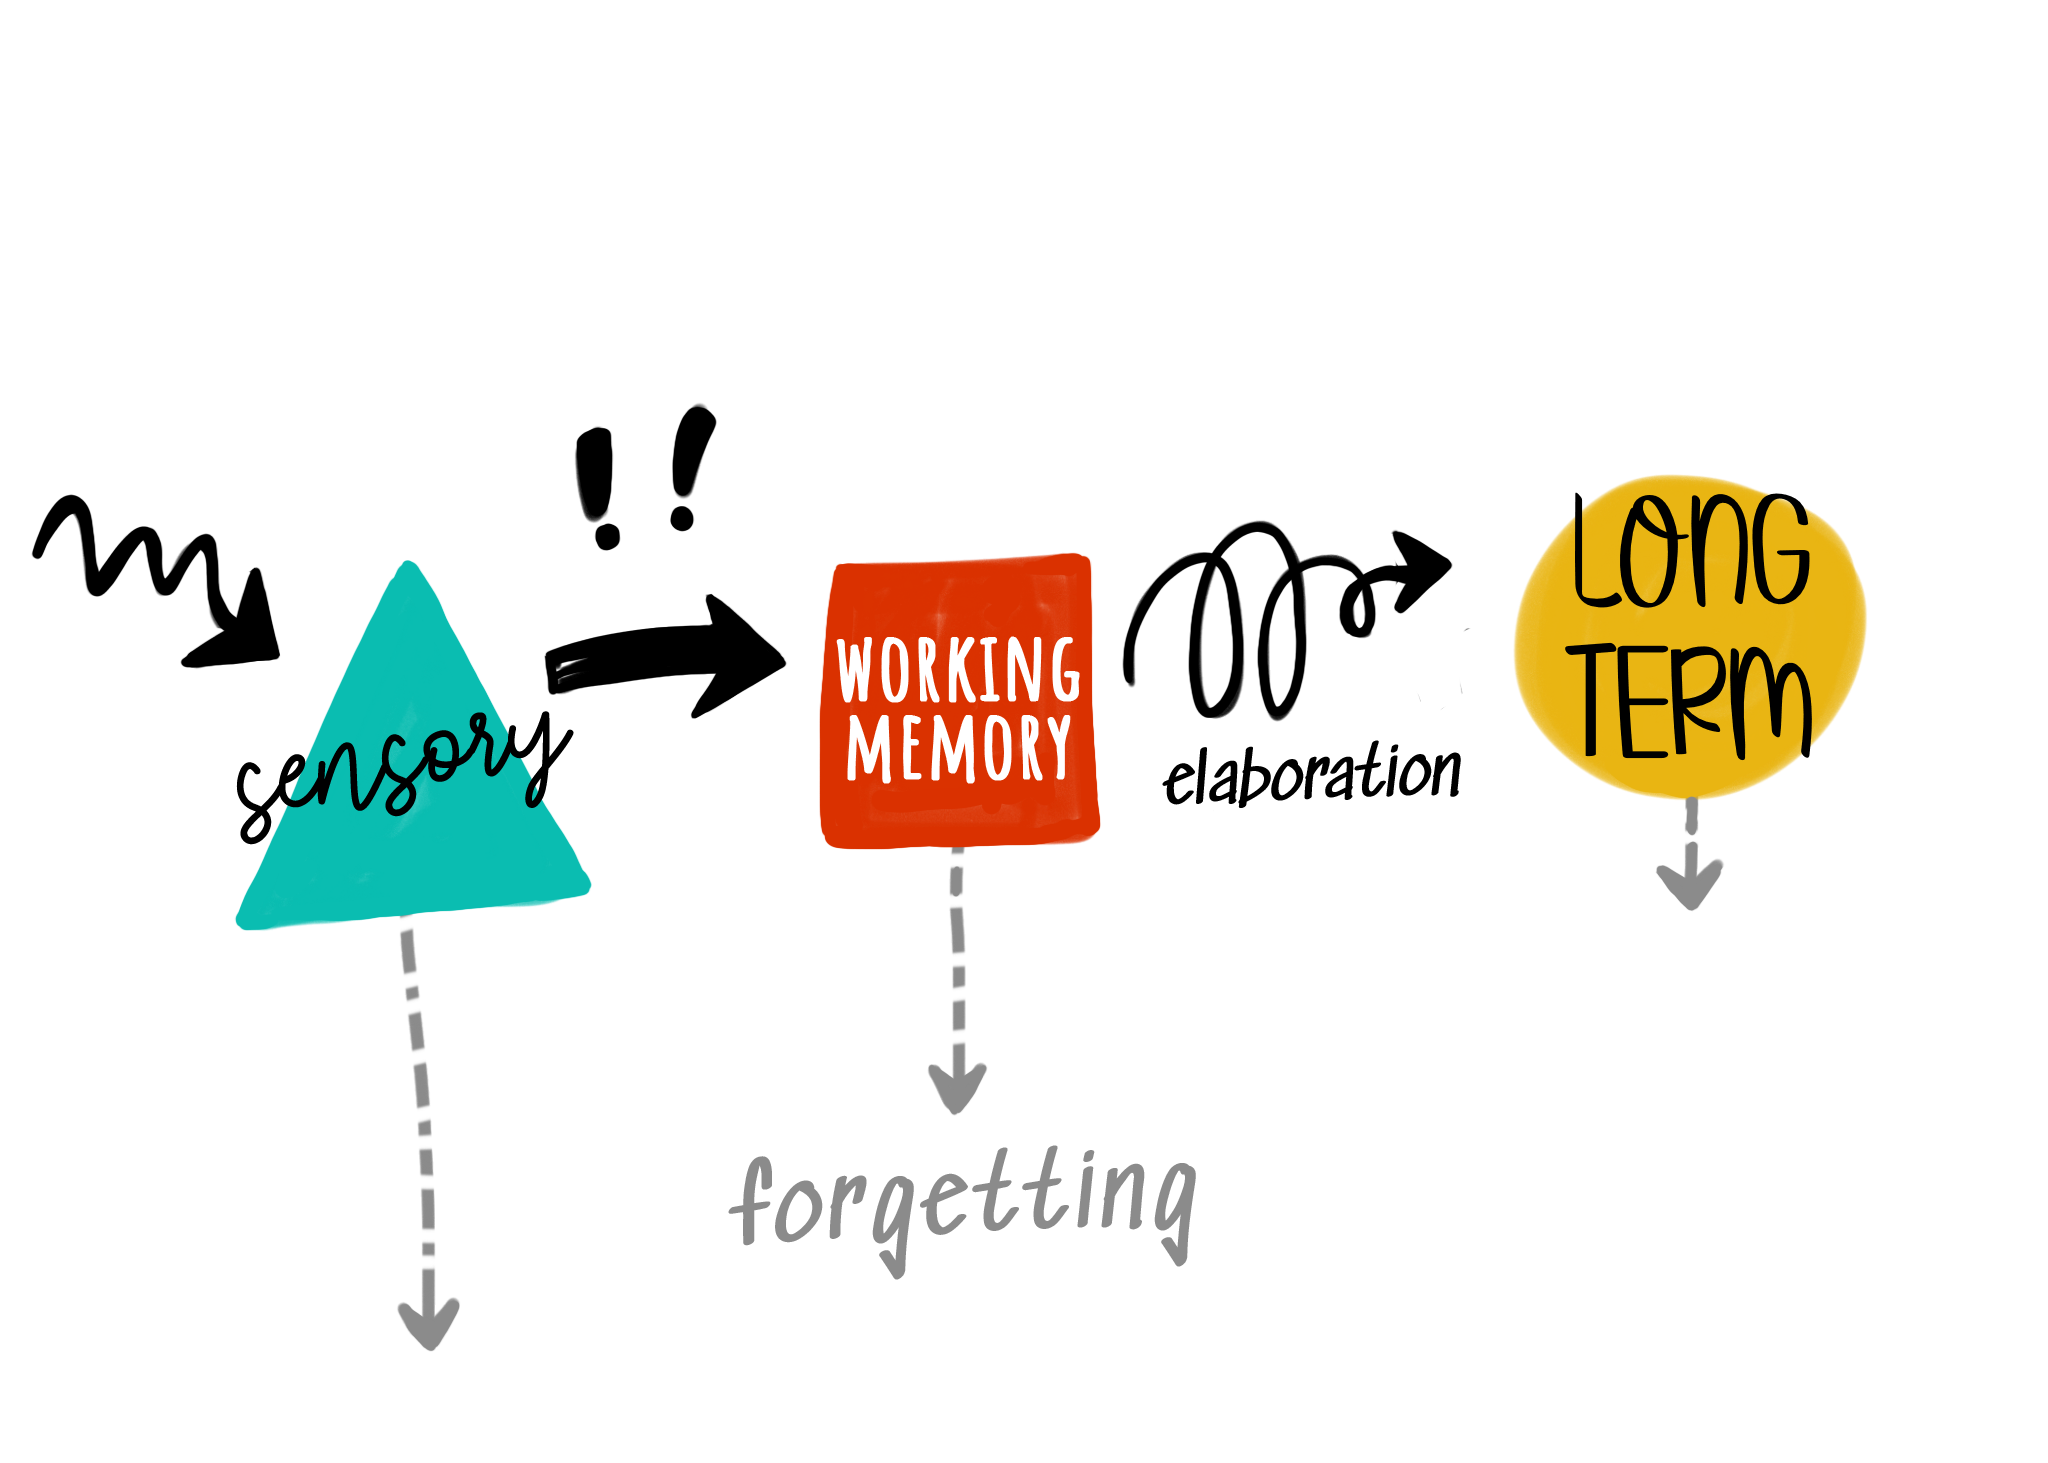 !!
sensory
WORKING
MEMORY
elaboration
LONG
TERM
forgetting